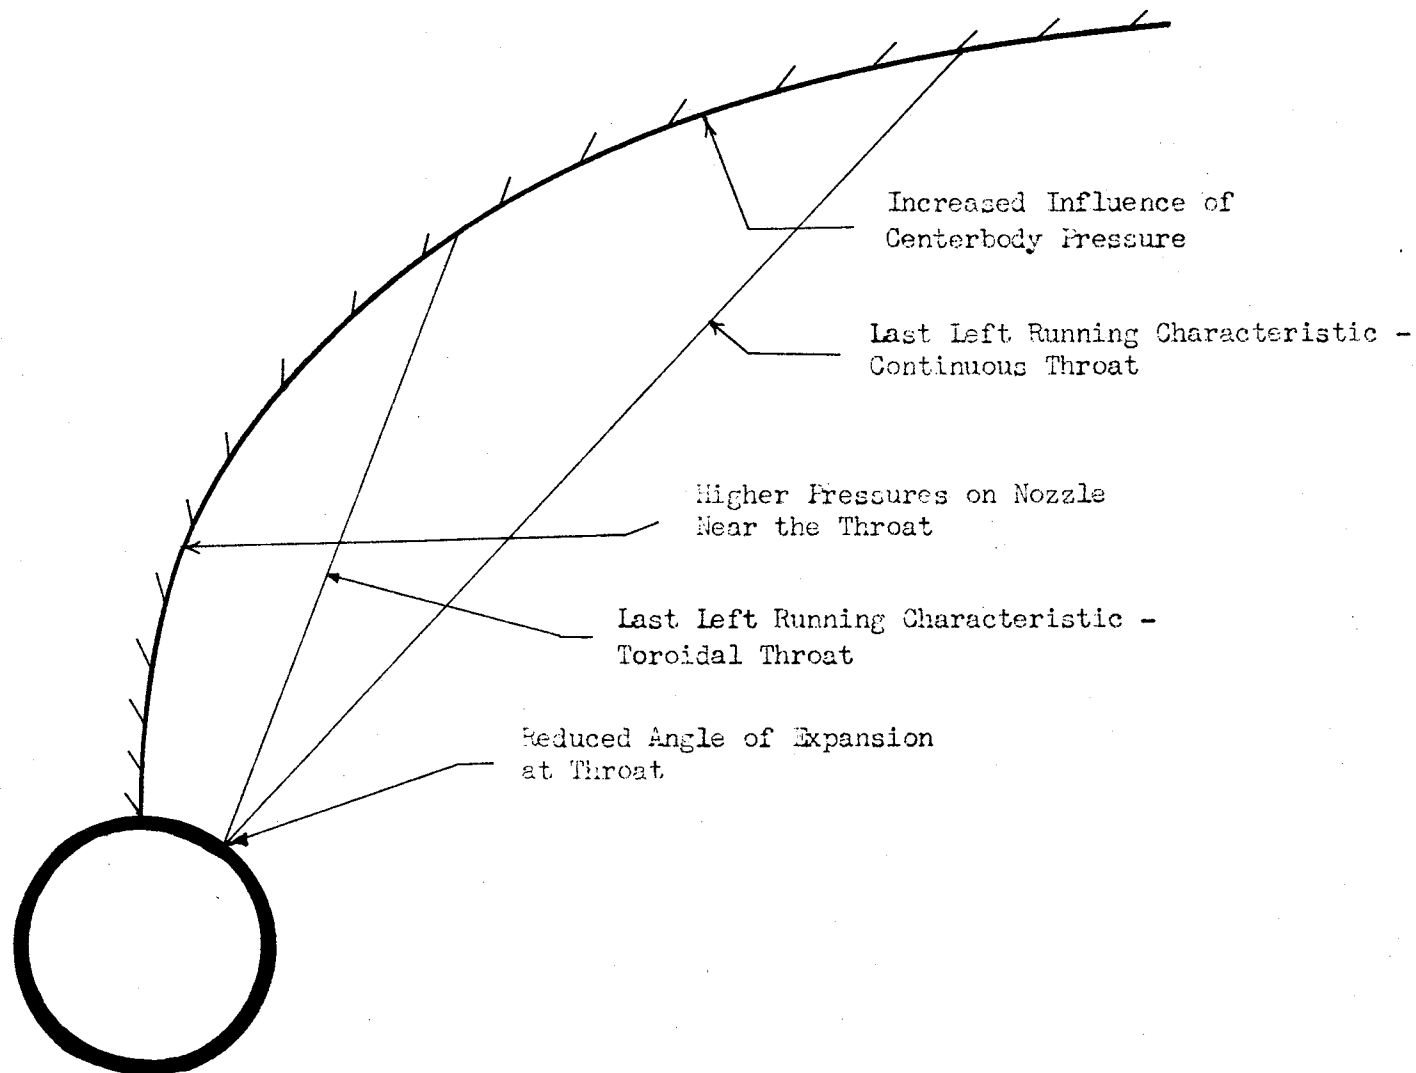 Increased Influence of
Centerbody Pressure
Last Left Running Characteristic -
Continuous Throat
Higher Pressures on Nozzle
Near the Throat
Last Left Running Characteristic -
Toroidal Throat
Reduced Angle of Expansion
at Throat